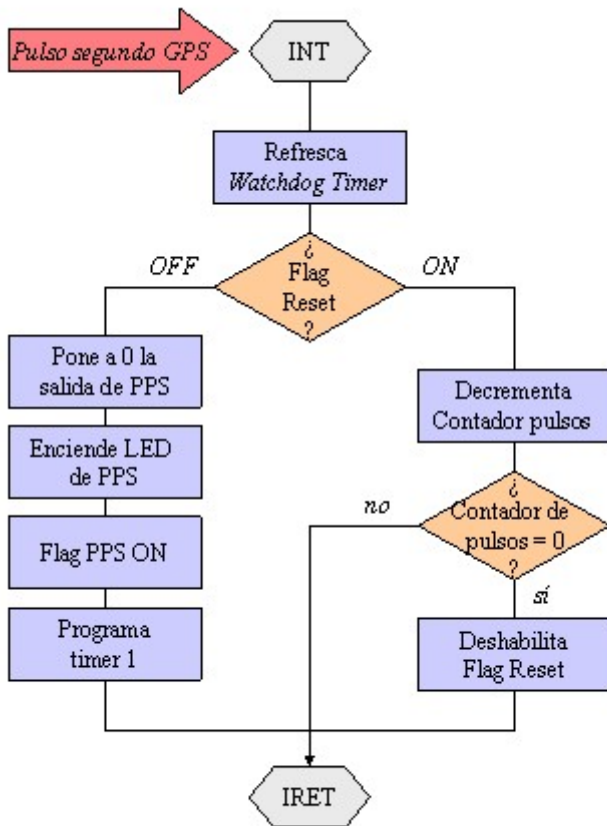 Pulso segundo GPS
INT
Refresca
Watchdog Timer
¿
Flag
Reset
?
OFF
ON
Pone a 0 la
salida de PPS
Enciende LED
de PPS
Flag PPS ON
Programa
timer 1
Decrementa
Contador pulsos
¿
Contador de
pulsos = 0
?
no
sí
Deshabilita
Flag Reset
IRET